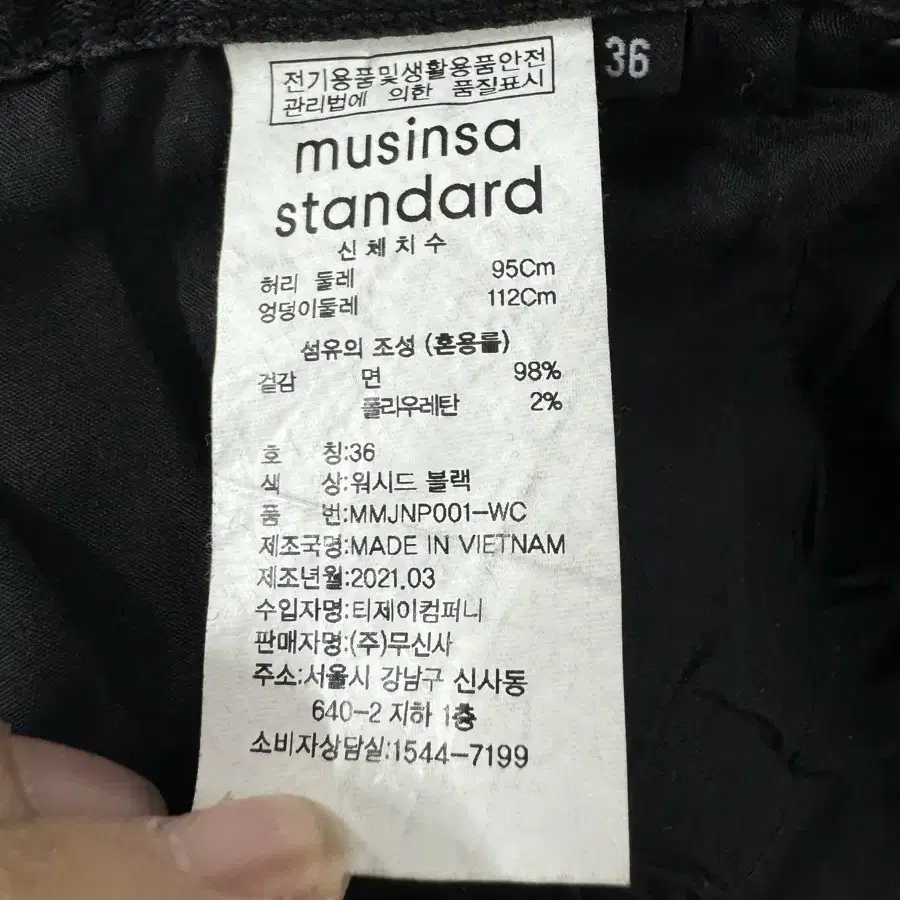 36
전기용품및생활용품안전
관리법에 의한 품질표시
musinsa
standard
신체치수
허리 둘레 95Cm
엉덩이둘레 112Cm
섬유의 조성 (혼용률)
겉감 면 98%
폴리우레탄 2%
호 칭:36
색 상:워시드 블랙
품 번:MMJNP001-WC
제조국명:MADE IN VIETNAM
제조년월:2021.03
수입자명:티제이컴퍼니
판매자명:(주)무신사
주소:서울시 강남구 신사동
640-2 지하 1층
소비자상담실:1544-7199